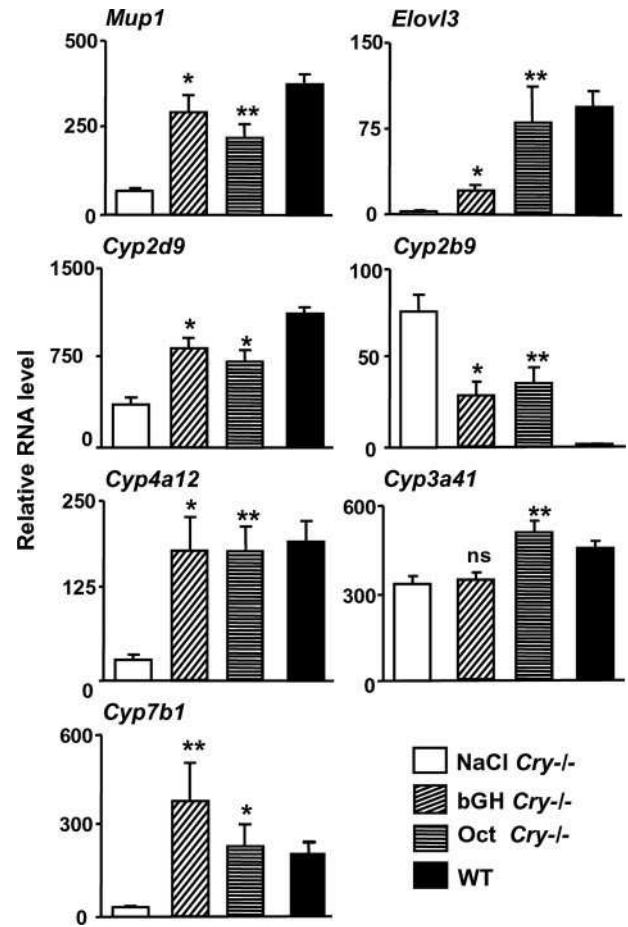 Mup1
500
250
0
*
**
Elovl3
150
75
0
*
**
Cyp2d9
1500
750
0
*
*
Cyp2b9
100
50
0
*
**
Relative RNA level
Cyp4a12
250
125
0
*
**
Cyp3a41
600
300
0
ns
**
Cyp7b1
600
300
0
**
*
NaCl Cry-/-
bGH Cry-/-
Oct Cry-/-
WT